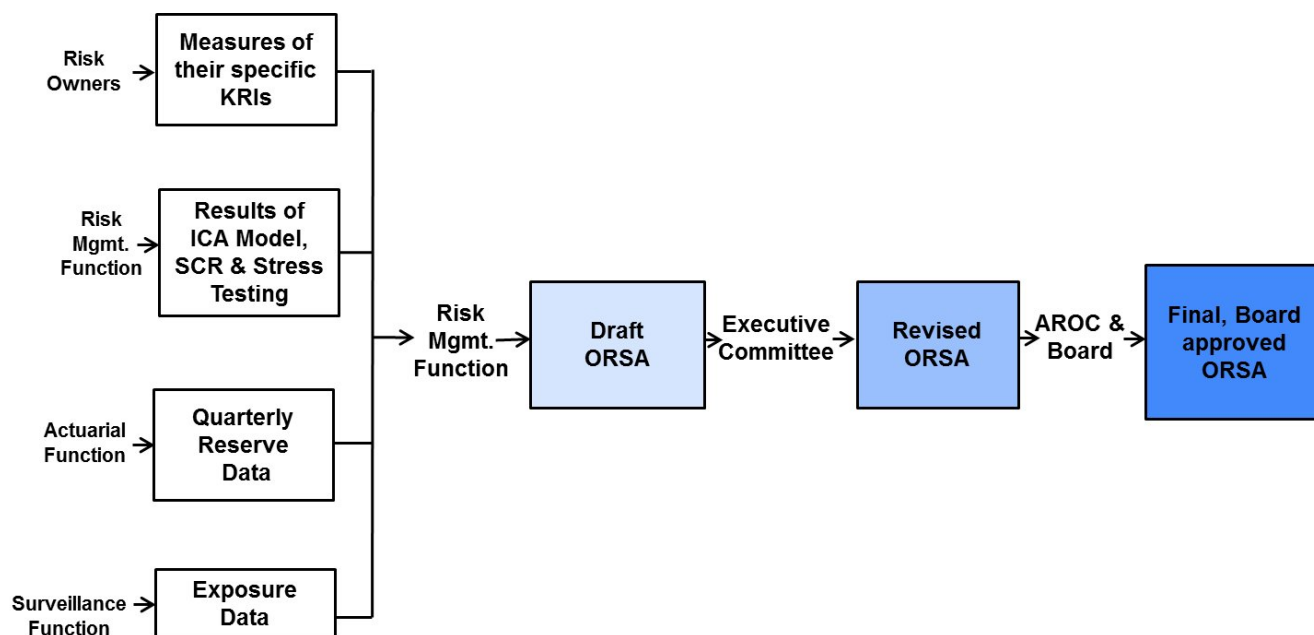 Risk
Owners
Measures of
their specific
KRIs
Risk
Mgmt.
Function
Results of
ICA Model,
SCR & Stress
Testing
Actuarial
Function
Quarterly
Reserve
Data
Surveillance
Function
Exposure
Data
Risk
Mgmt.
Function
Draft
ORSA
Executive
Committee
Revised
ORSA
AROC &
Board
Final, Board
approved
ORSA